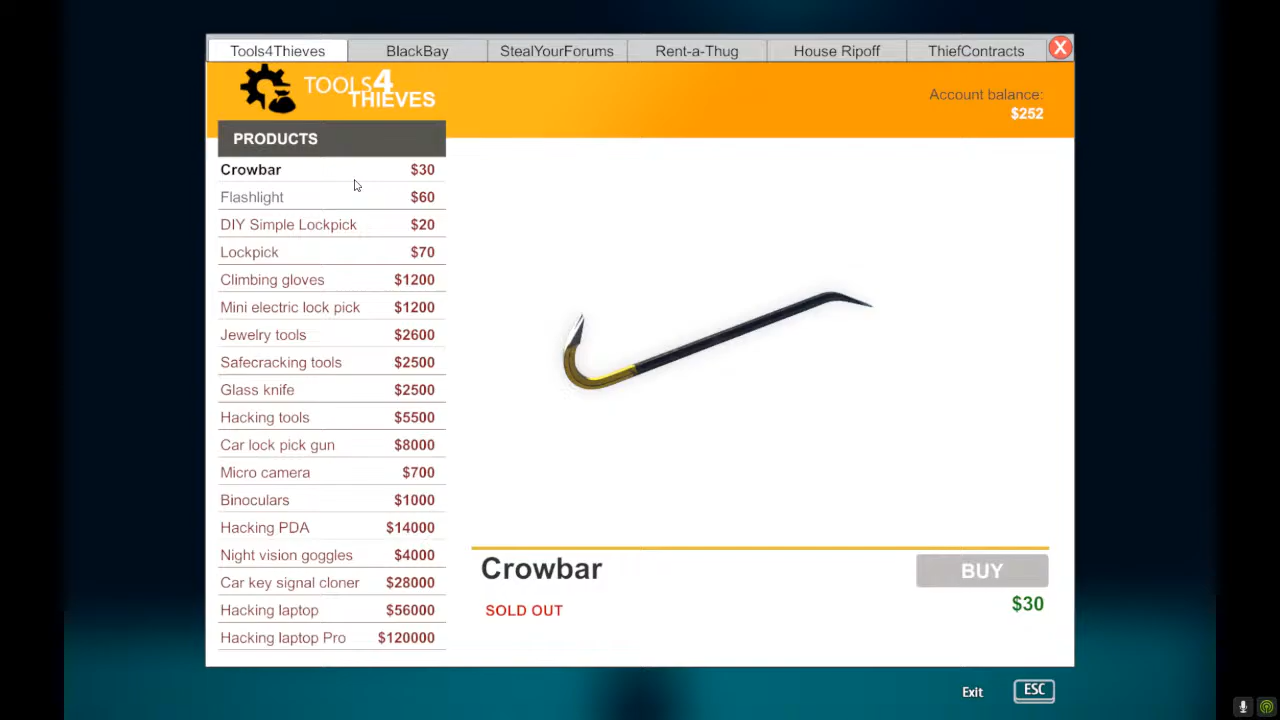 Tools4Thieves BlackBay StealYourForums Rent-a-Thug House Ripoff ThiefContracts X
TOOLS4
THIEVES
Account balance:
$252
PRODUCTS
Crowbar $30
Flashlight $60
DIY Simple Lockpick $20
Lockpick $70
Climbing gloves $1200
Mini electric lock pick $1200
Jewelry tools $2600
Safecracking tools $2500
Glass knife $2500
Hacking tools $5500
Car lock pick gun $8000
Micro camera $700
Binoculars $1000
Hacking PDA $14000
Night vision goggles $4000
Car key signal cloner $28000
Hacking laptop $56000
Hacking laptop Pro $120000
Crowbar
BUY
SOLD OUT
$30
Exit ESC